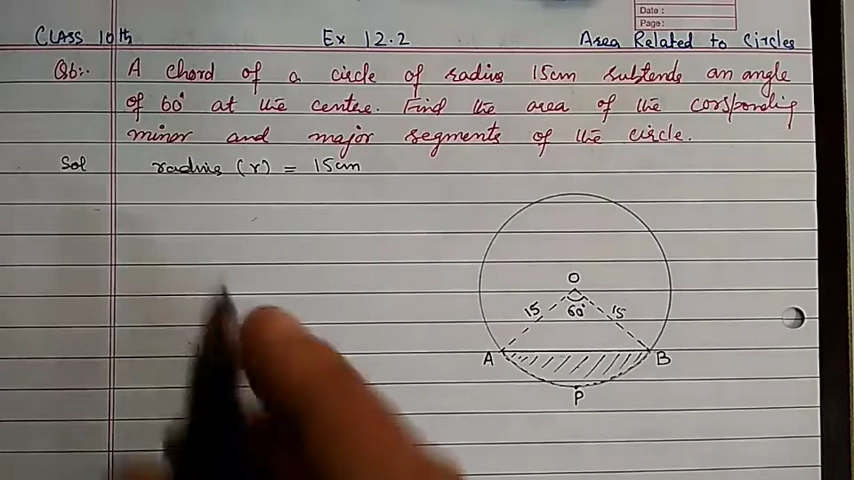 Date :
Page :
CLASS 10th Ex 12.2 Area Related to Circles
Q6:. A chord of a circle of radius 15cm subtends an angle
of 60° at the centre. Find the area of the corsponding
minor and major segments of the circle.
Sol radius (r) = 15cm
O
15 60° 15
A B
P